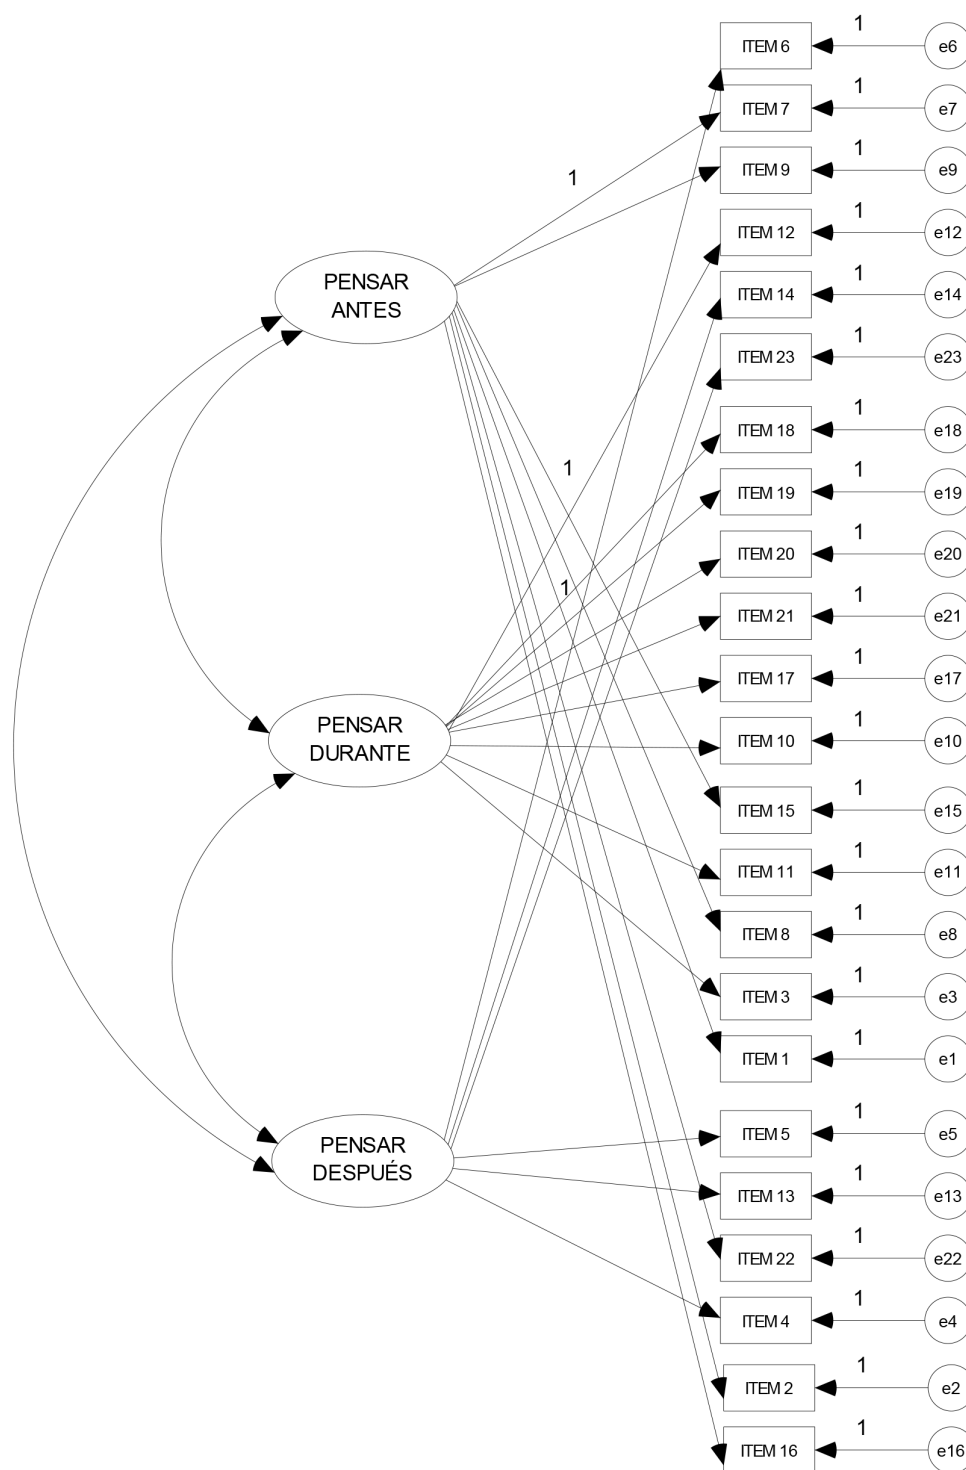 1
ITEM 6
e6
1
ITEM 7
e7
1
ITEM 9
e9
1
1
ITEM 12
e12
PENSAR
ANTES
1
ITEM 14
e14
1
ITEM 23
e23
1
ITEM 18
e18
1
1
ITEM 19
e19
1
ITEM 20
e20
1
1
ITEM 21
e21
1
ITEM 17
e17
PENSAR
DURANTE
1
ITEM 10
e10
1
ITEM 15
e15
1
ITEM 11
e11
1
ITEM 8
e8
1
ITEM 3
e3
1
ITEM 1
e1
PENSAR
DESPUÉS
1
ITEM 5
e5
1
ITEM 13
e13
1
ITEM 22
e22
1
ITEM 4
e4
1
ITEM 2
e2
1
ITEM 16
e16